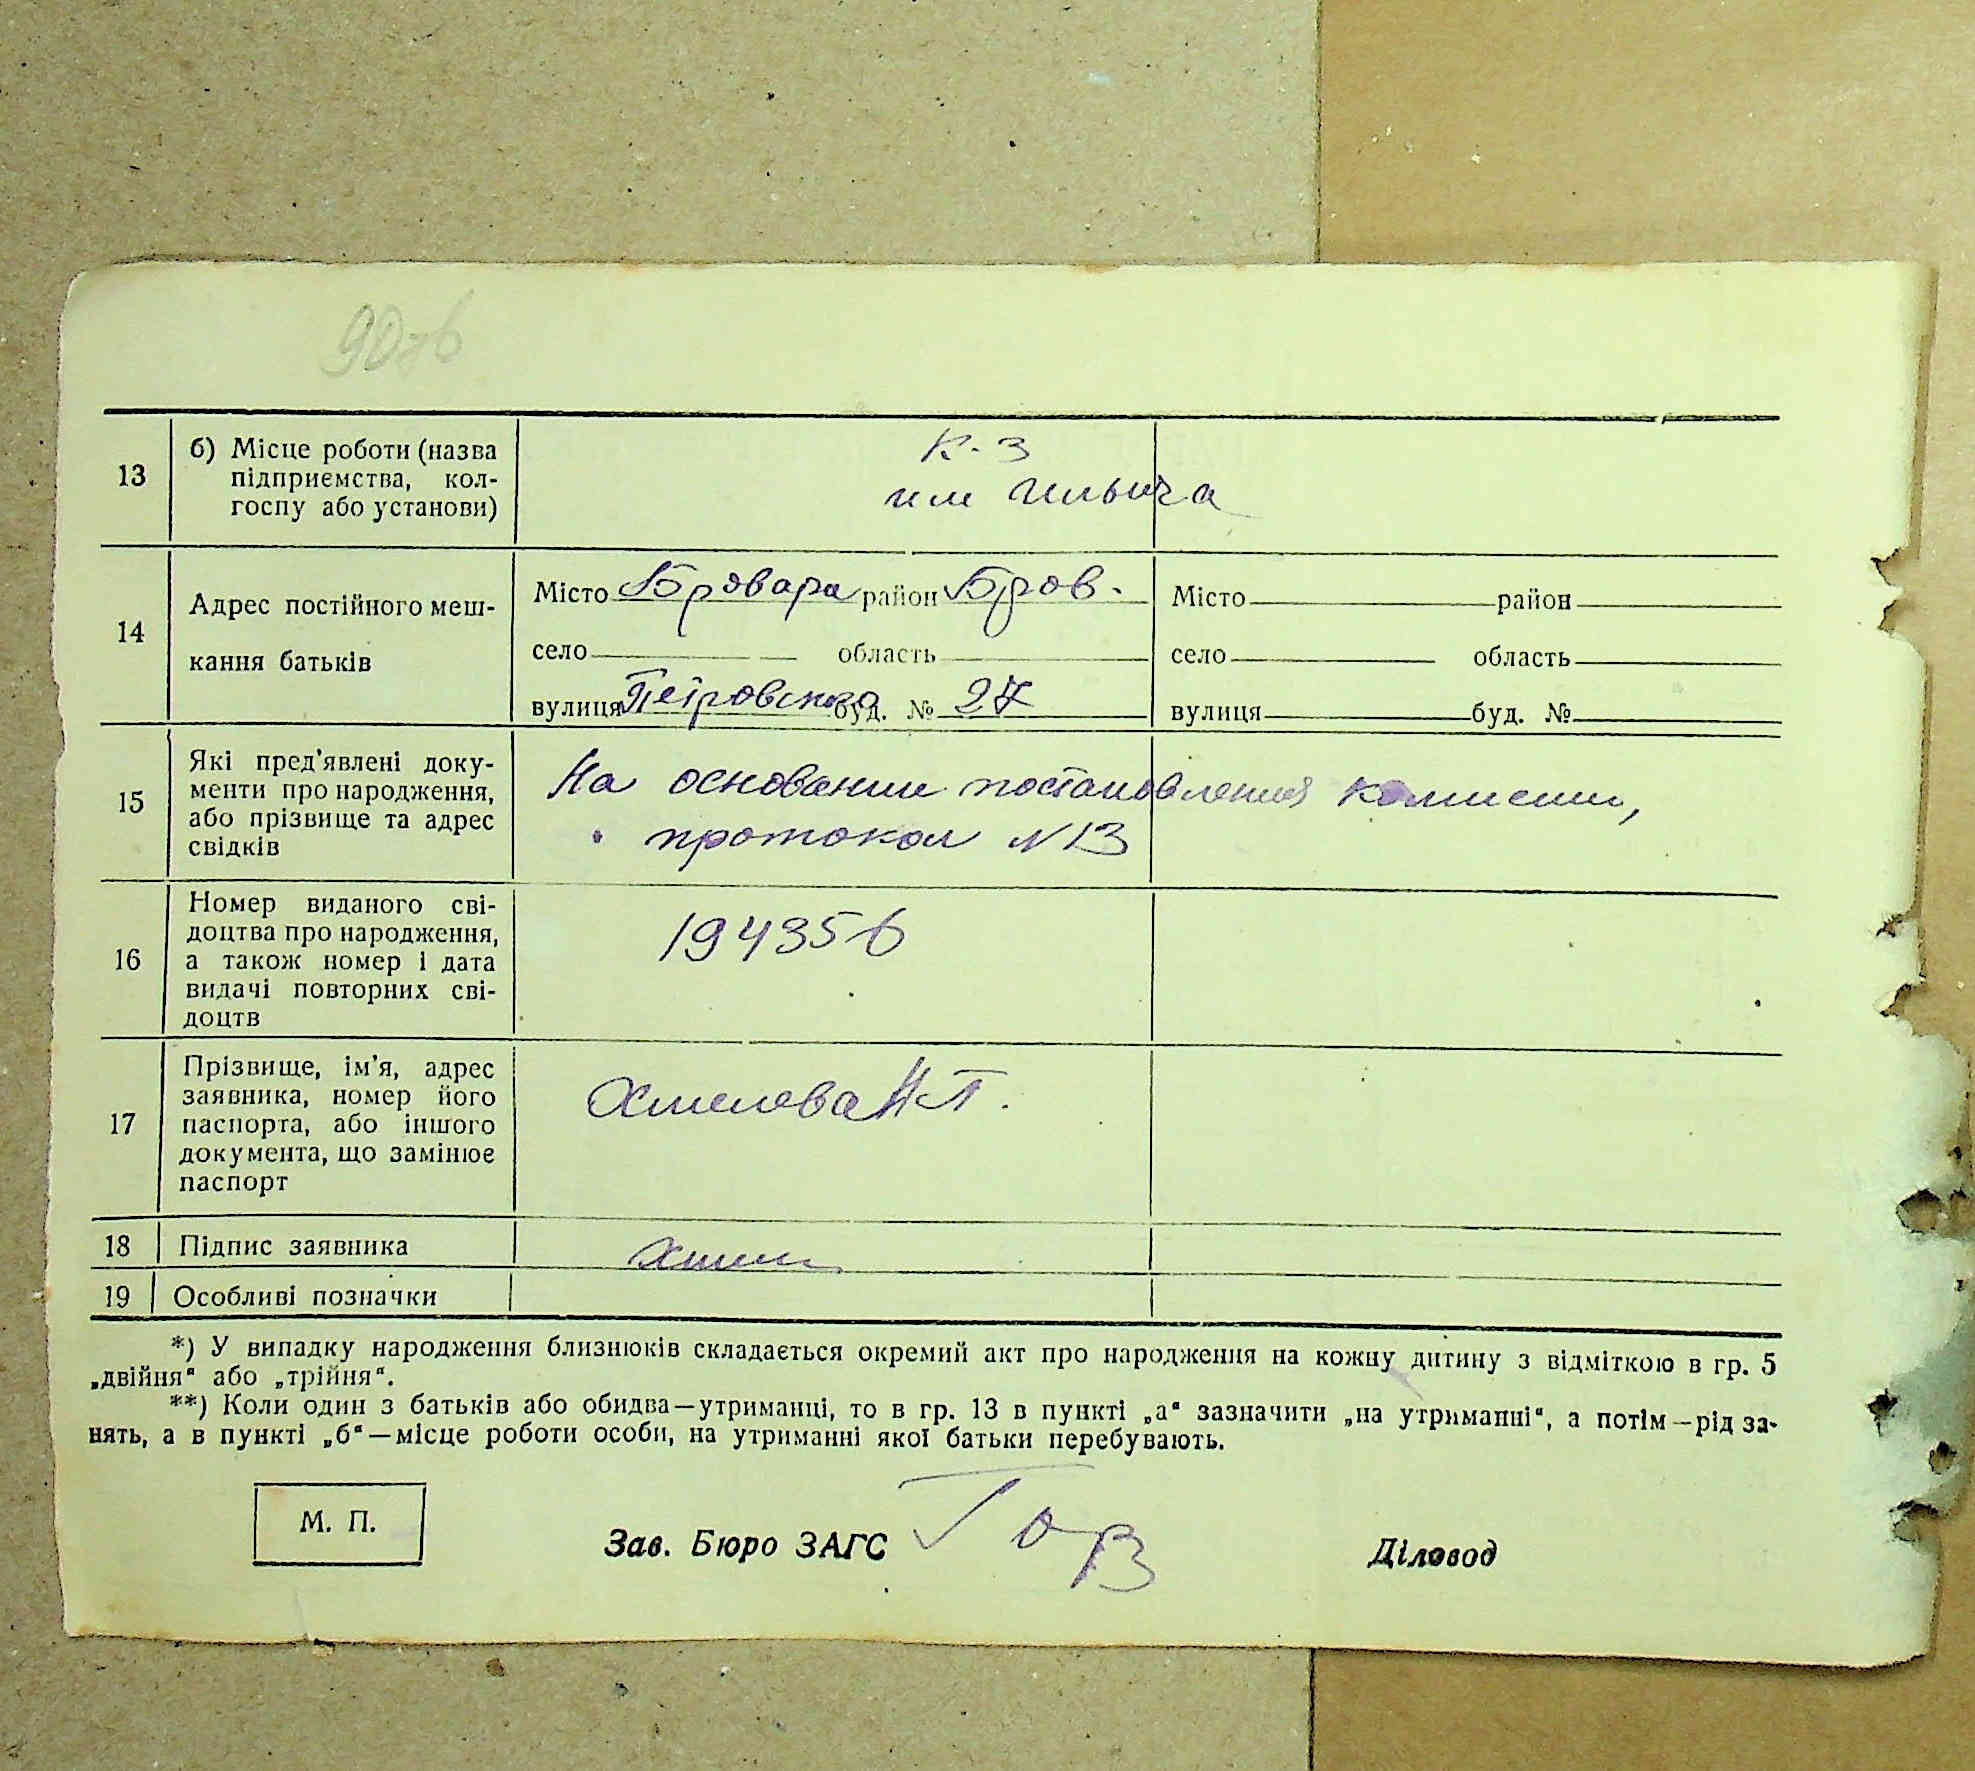 90 зв
13 б) Місце роботи (назва
підприємства, кол-
госпу або установи)
К-з
им Ильича
14 Адрес постійного меш-
кання батьків
Місто Бровара район Бров. Місто район
село область село область
вулиця Петровского буд. № 27 вулиця буд. №
15 Які пред'явлені доку-
менти про народження,
або прізвище та адрес
свідків
На основании постановления комиссии,
протокол N 13
16 Номер виданого сві-
доцтва про народження,
а також номер і дата
видачі повторних сві-
доцтв
194356
17 Прізвище, ім'я, адрес
заявника, номер його
паспорта, або іншого
документа, що замінює
паспорт
Хмелева Н Г.
18 Підпис заявника Хмел
19 Особливі позначки
*) У випадку народження близнюків складається окремий акт про народження на кожну дитину з відміткою в гр. 5
„двійня“ або „трійня“.
**) Коли один з батьків або обидва—утриманці, то в гр. 13 в пункті „а“ зазначити „на утриманні“, а потім—рід за-
нять, а в пункті „б“—місце роботи особи, на утриманні якої батьки перебувають.
М. П. Зав. Бюро ЗАГС Діловод